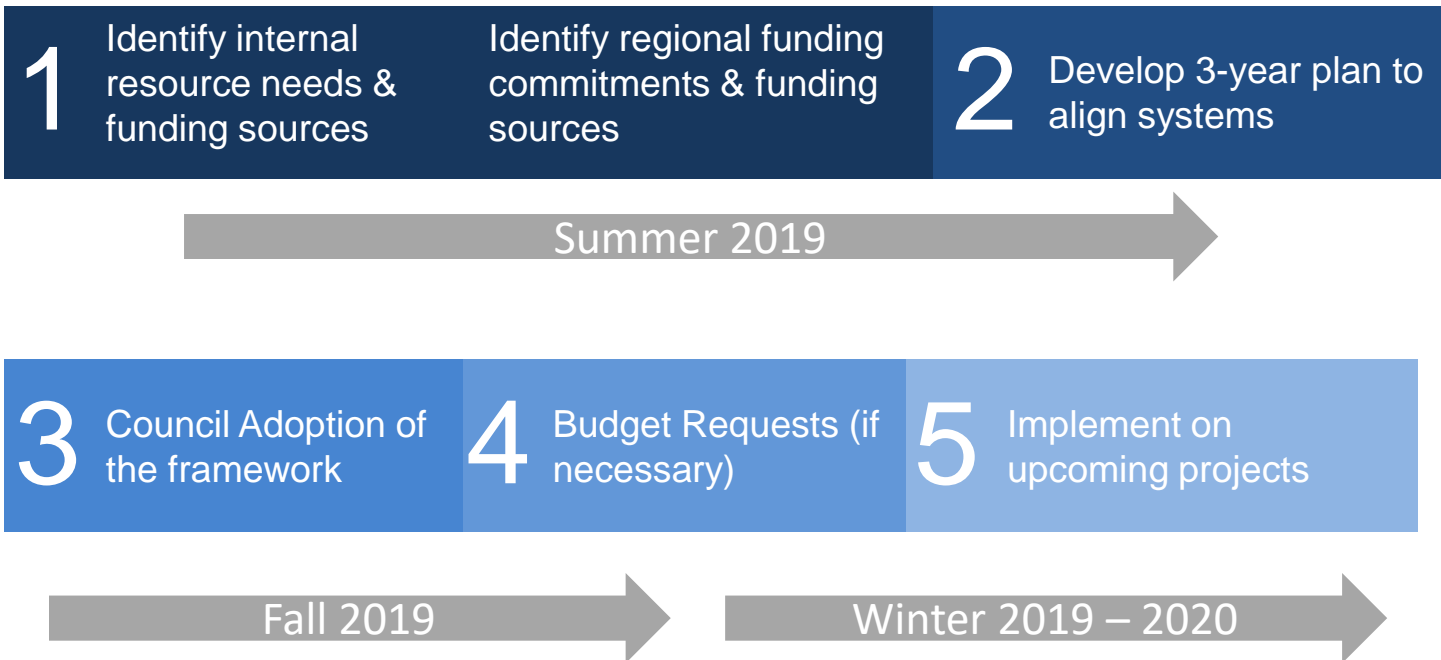 1
Identify internal
resource needs &
funding sources
Identify regional funding
commitments & funding
sources
2
Develop 3-year plan to
align systems
Summer 2019
3
Council Adoption of
the framework
4
Budget Requests (if
necessary)
5
Implement on
upcoming projects
Fall 2019
Winter 2019 – 2020